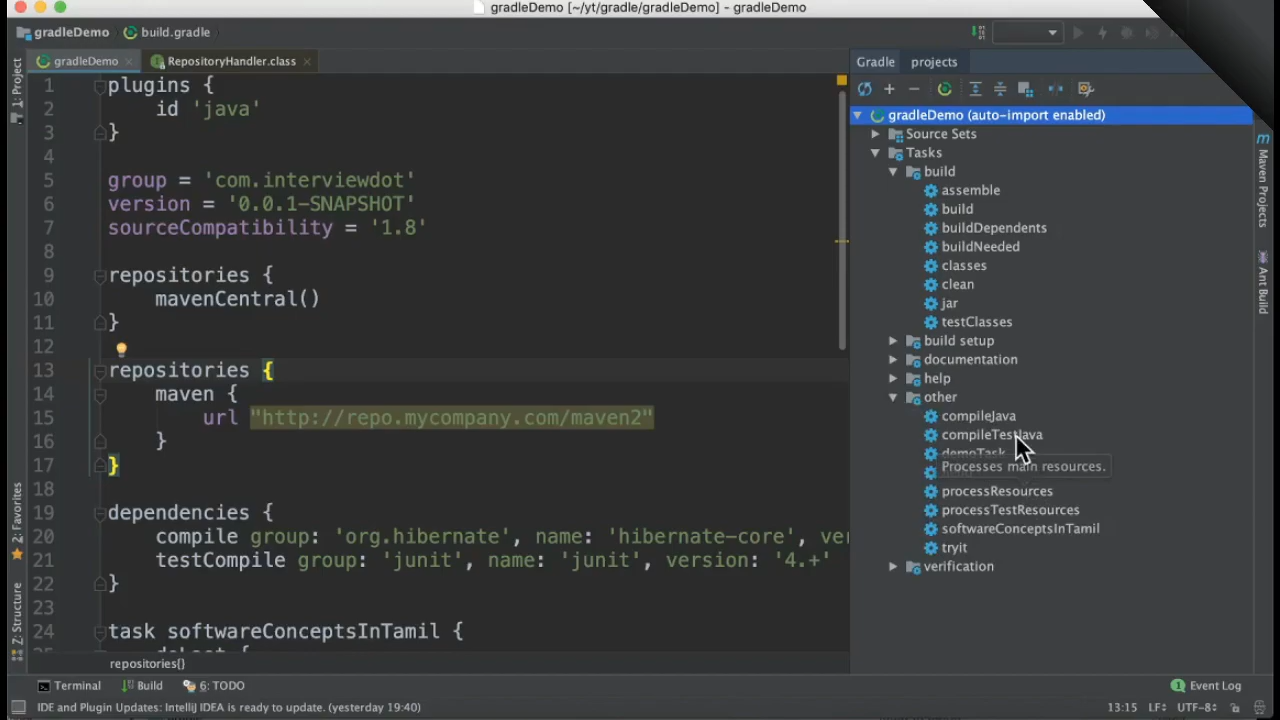 gradleDemo [~/yt/gradle/gradleDemo] - gradleDemo
gradleDemo
build.gradle
gradleDemo
RepositoryHandler.class
1: Project
2: Favorites
Z: Structure
1 plugins {
2 id 'java'
3 }
4
5 group = 'com.interviewdot'
6 version = '0.0.1-SNAPSHOT'
7 sourceCompatibility = '1.8'
8
9 repositories {
10 mavenCentral()
11 }
12
13 repositories {
14 maven {
15 url "http://repo.mycompany.com/maven2"
16 }
17 }
18
19 dependencies {
20 compile group: 'org.hibernate', name: 'hibernate-core', ver
21 testCompile group: 'junit', name: 'junit', version: '4.+'
22 }
23
24 task softwareConceptsInTamil {
repositories{}
Gradle projects
gradleDemo (auto-import enabled)
Source Sets
Tasks
build
assemble
build
buildDependents
buildNeeded
classes
clean
jar
testClasses
build setup
documentation
help
other
compileJava
compileTestJava
demoTask
Processes main resources.
processResources
processTestResources
softwareConceptsInTamil
tryit
verification
Maven Projects
Ant Build
Terminal
Build
6: TODO
1 Event Log
IDE and Plugin Updates: IntelliJ IDEA is ready to update. (yesterday 19:40)
13:15 LF÷ UTF-8÷